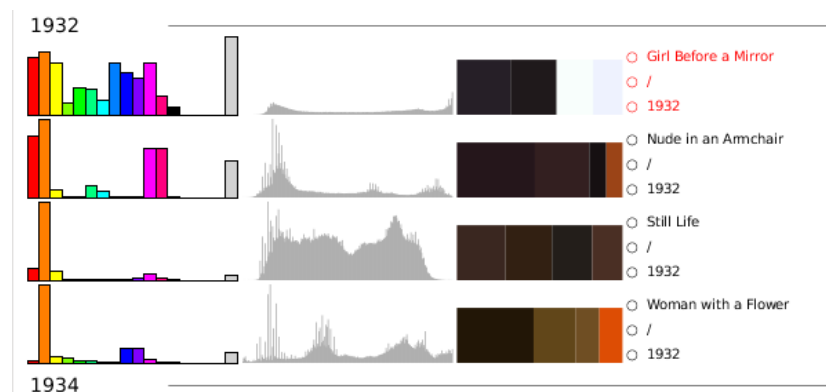 1932
Girl Before a Mirror
/
1932
Nude in an Armchair
/
1932
Still Life
/
1932
Woman with a Flower
/
1932
1934